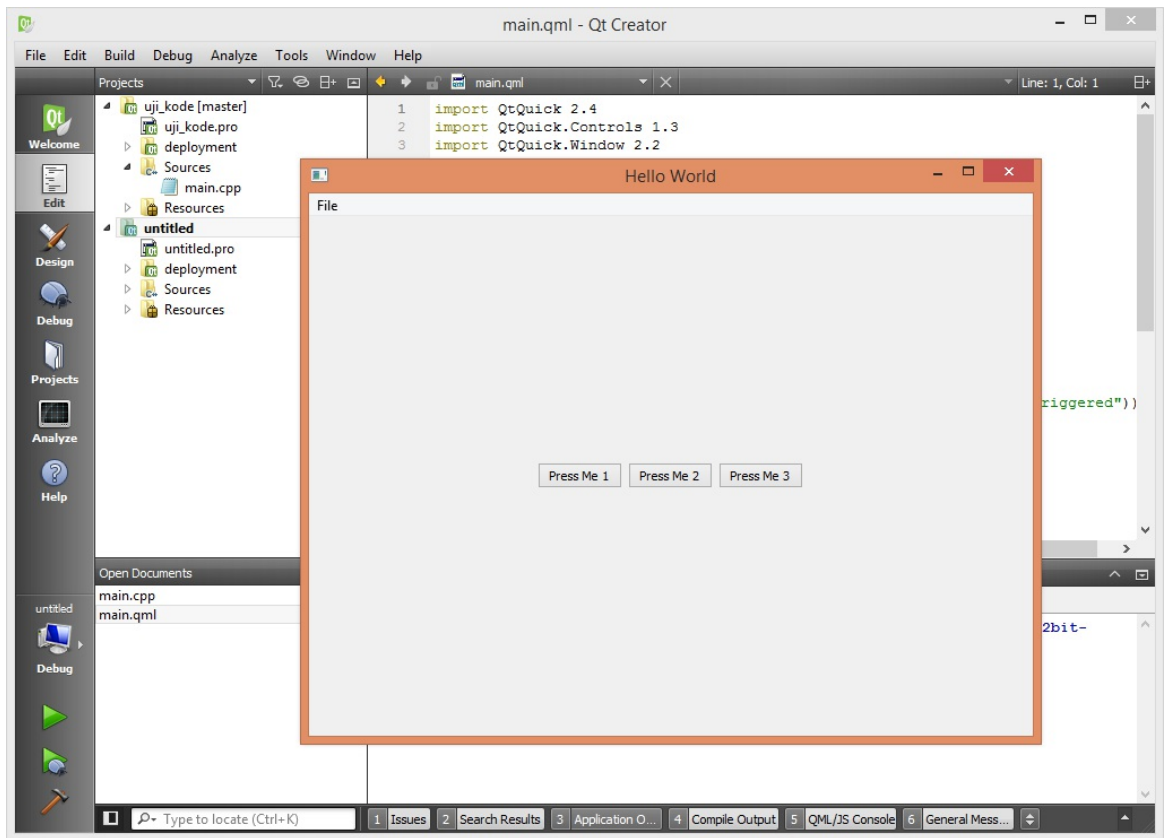 main.qml - Qt Creator
File Edit Build Debug Analyze Tools Window Help
Projects
main.qml
Line: 1, Col: 1
Qt
Welcome
Edit
Design
Debug
Projects
Analyze
Help
uji_kode [master]
uji_kode.pro
deployment
Sources
main.cpp
Resources
untitled
untitled.pro
deployment
Sources
Resources
1 import QtQuick 2.4
2 import QtQuick.Controls 1.3
3 import QtQuick.Window 2.2
Hello World
File
Press Me 1 Press Me 2 Press Me 3
riggered"))
Open Documents
main.cpp
main.qml
2bit-
untitled
Debug
Type to locate (Ctrl+K)
1 Issues 2 Search Results 3 Application O... 4 Compile Output 5 QML/JS Console 6 General Mess...